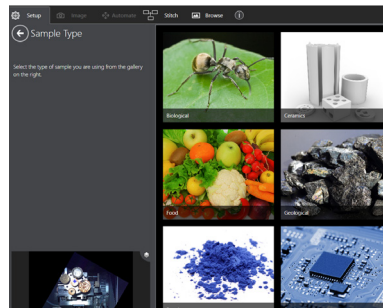 Setup Image Automate Stitch Browse
Sample Type
Select the type of sample you are using from the gallery
on the right.
Biological Ceramics
Food Geological